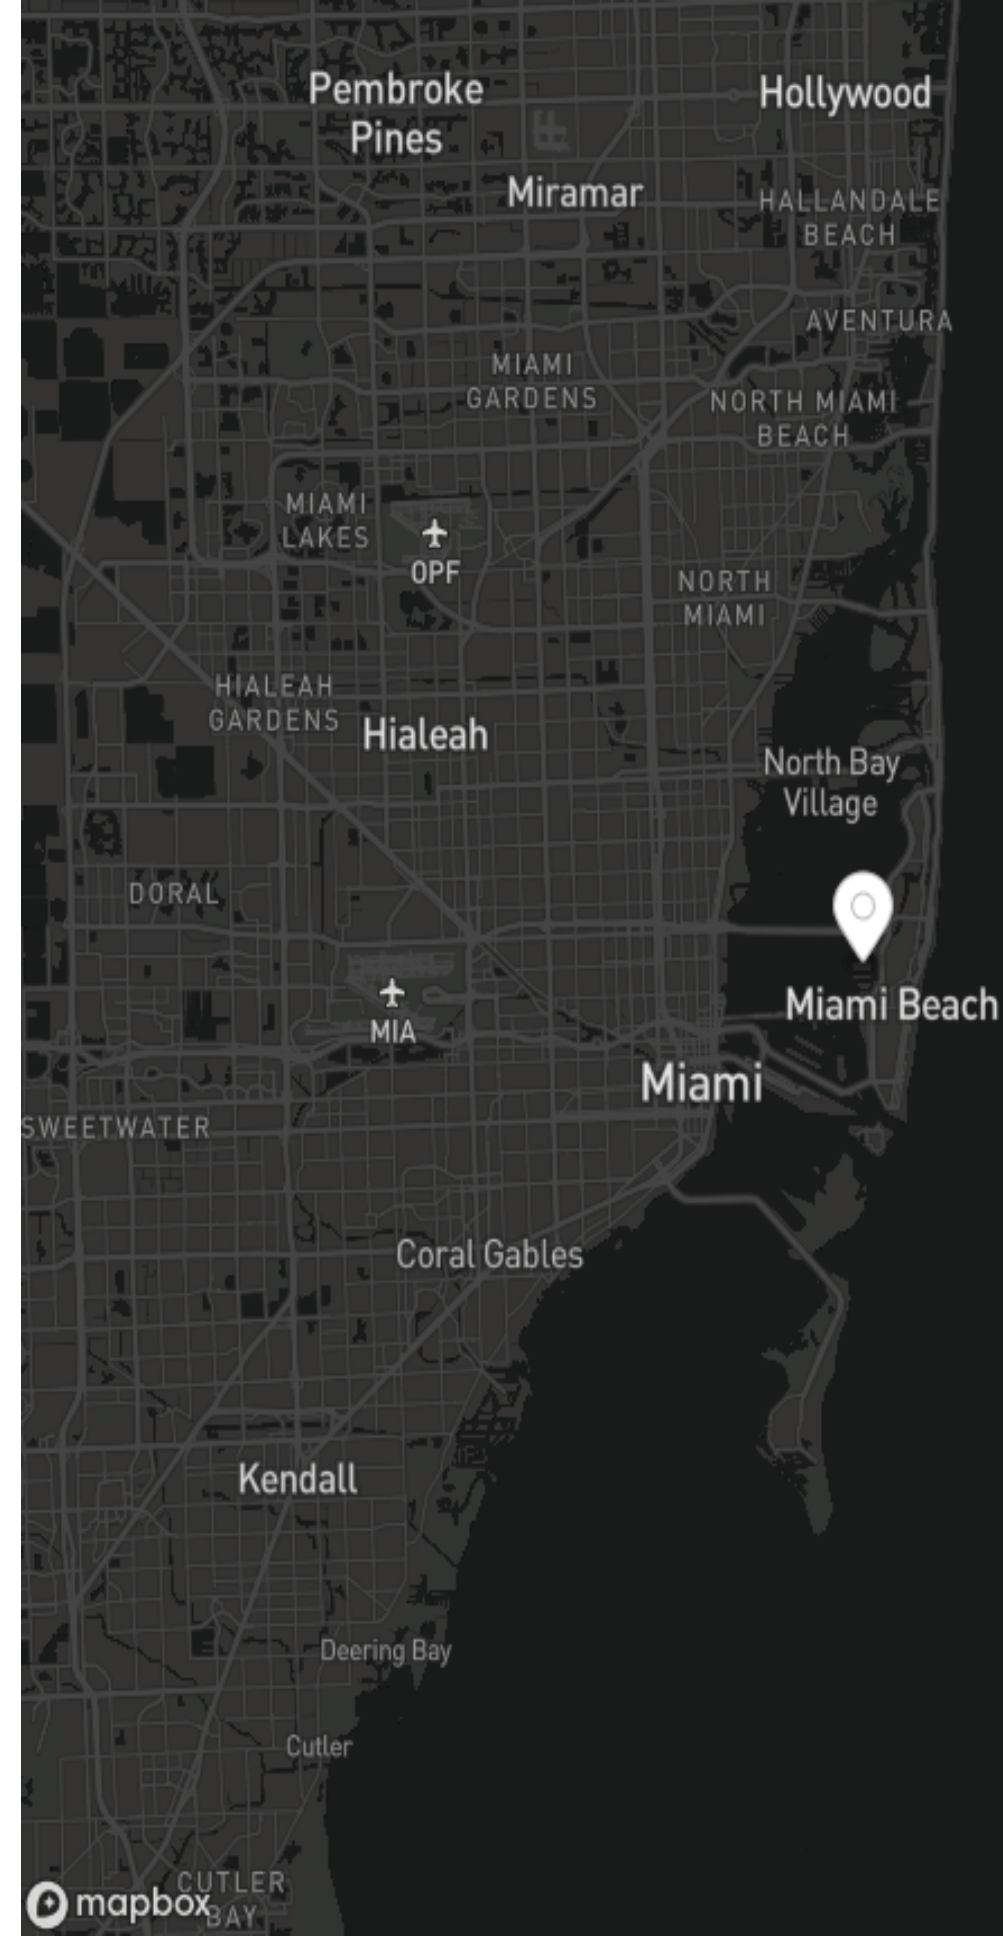 Pembroke
Pines
Hollywood
Miramar
HALLANDALE
BEACH
AVENTURA
MIAMI
GARDENS
NORTH MIAMI
BEACH
MIAMI
LAKES
OPF
NORTH
MIAMI
HIALEAH
GARDENS
Hialeah
North Bay
Village
DORAL
Miami Beach
MIA
Miami
SWEETWATER
Coral Gables
Kendall
Deering Bay
Cutler
CUTLER
BAY
mapbox